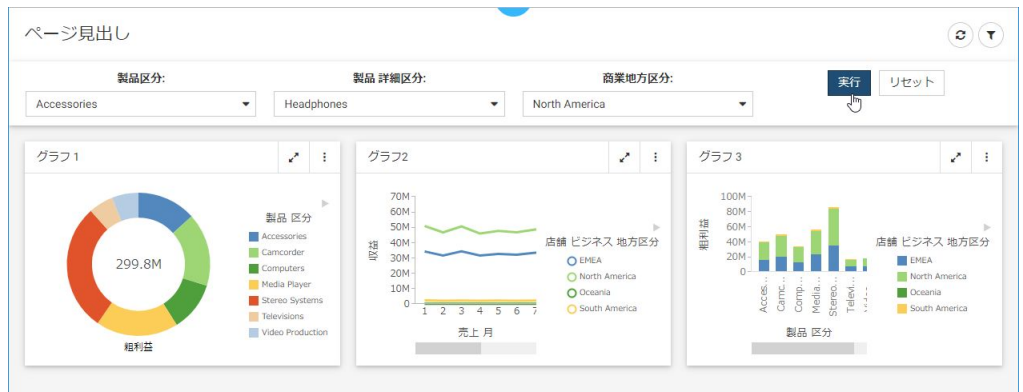 ページ見出し
製品区分:
製品 詳細区分:
商業地方区分:
Accessories
Headphones
North America
実行
リセット
グラフ 1
299.8M
粗利益
製品 区分
Accessories
Camcorder
Computers
Media Player
Stereo Systems
Televisions
Video Production
グラフ2
収益
70M
60M
50M
40M
30M
20M
10M
0
1 2 3 4 5 6 7
売上 月
店舗 ビジネス 地方区分
EMEA
North America
Oceania
South America
グラフ 3
粗利益
100M
80M
60M
40M
20M
0
Acces...
Camc...
Comp...
Media...
Stereo...
Televi...
製品 区分
店舗 ビジネス 地方区分
EMEA
North America
Oceania
South America